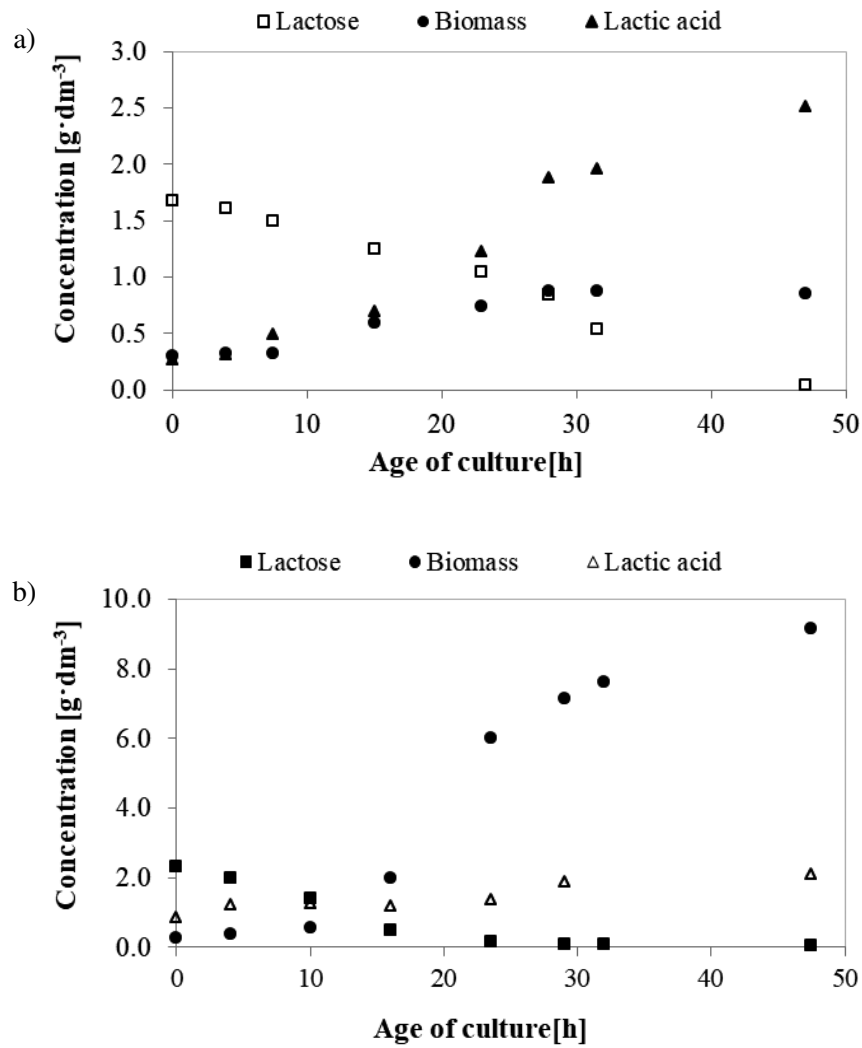 a)
Lactose Biomass Lactic acid
3.0
2.5
2.0
1.5
1.0
0.5
0.0
0 10 20 30 40 50
Concentration [g·dm-3]
Age of culture[h]
b)
Lactose Biomass Lactic acid
10.0
8.0
6.0
4.0
2.0
0.0
0 10 20 30 40 50
Concentration [g·dm-3]
Age of culture[h]